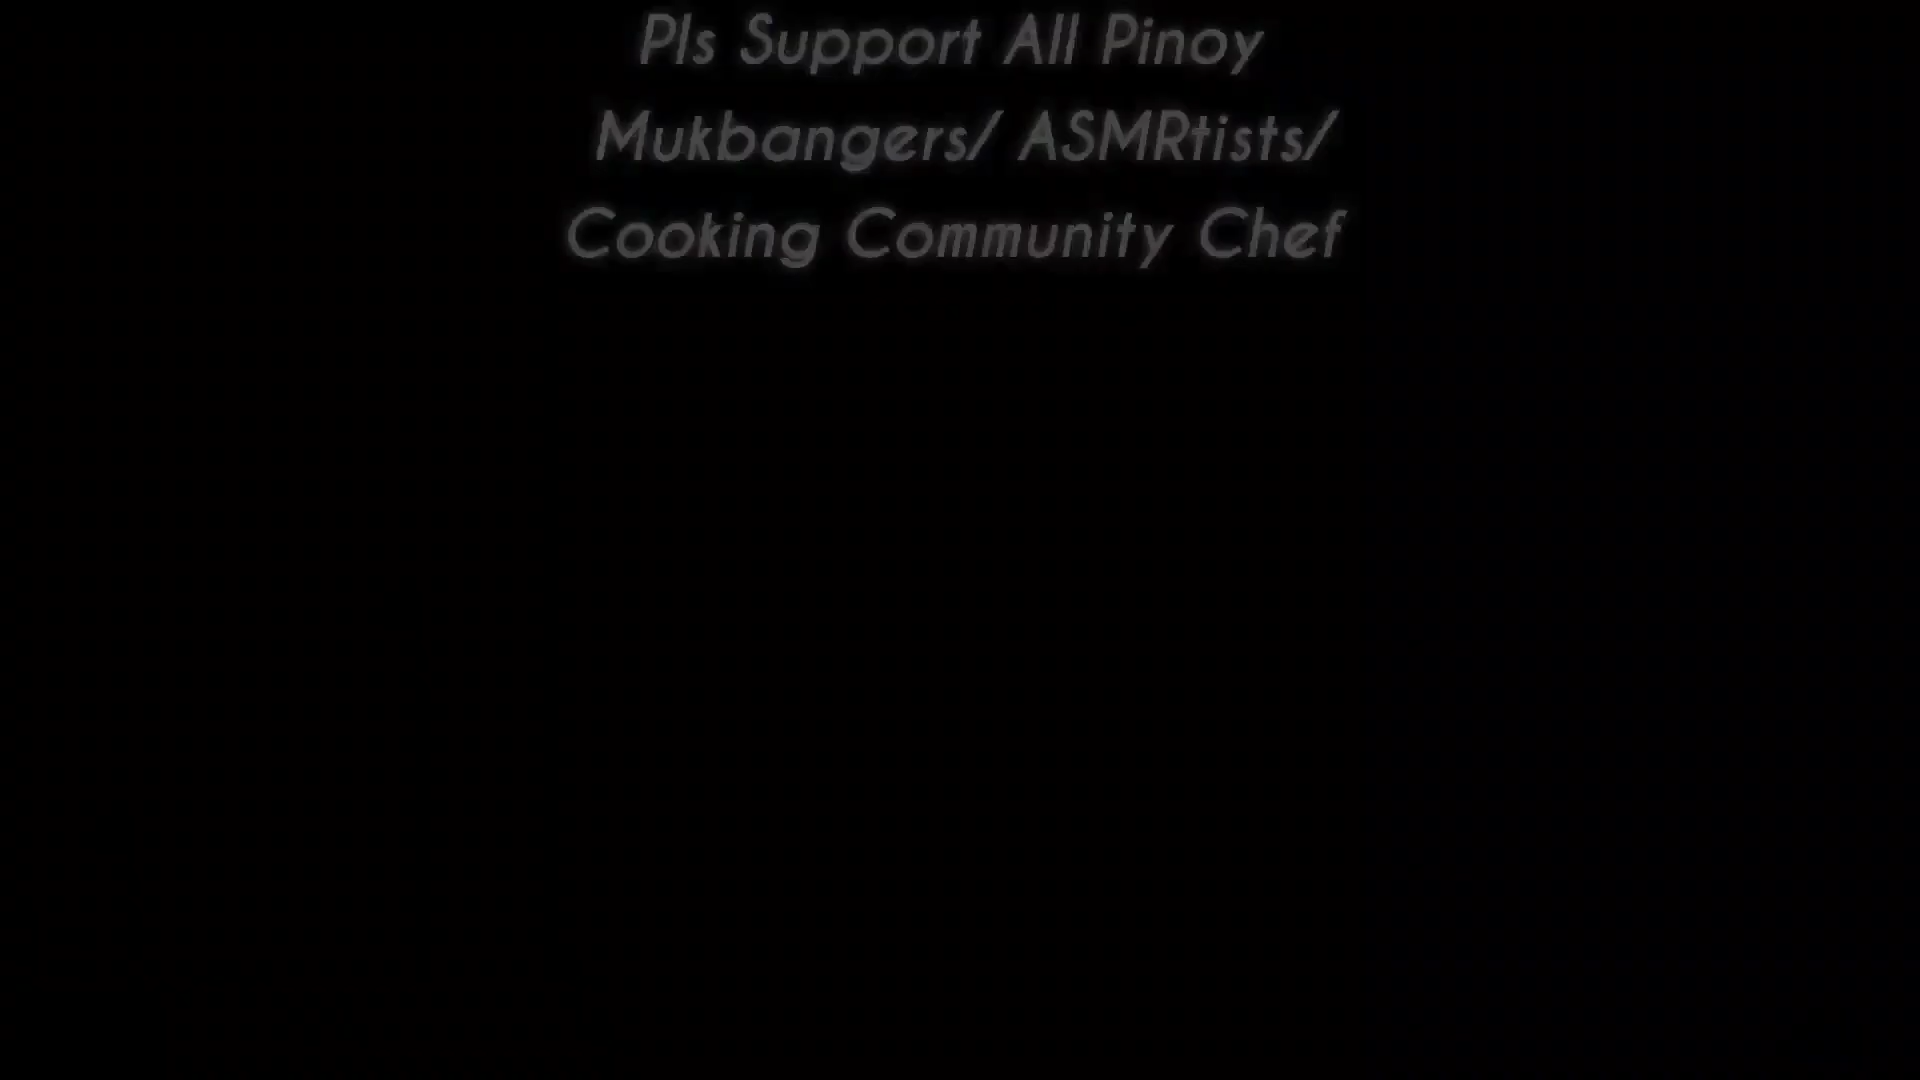 Pls Support All Pinoy
Mukbangers/ ASMRtists/
Cooking Community Chef